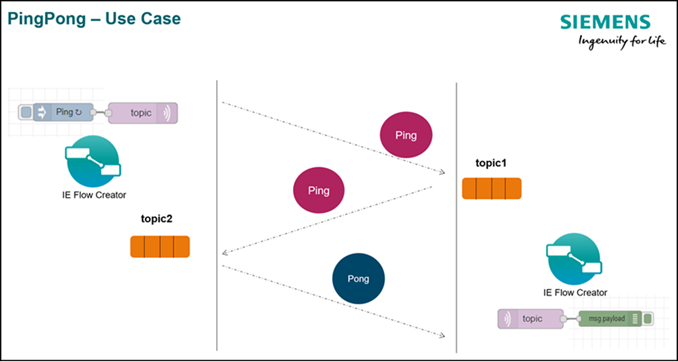 PingPong – Use Case
SIEMENS
Ingenuity for life
Ping ↻
topic
IE Flow Creator
topic2
Ping
Ping
Pong
topic1
IE Flow Creator
topic
msg.payload